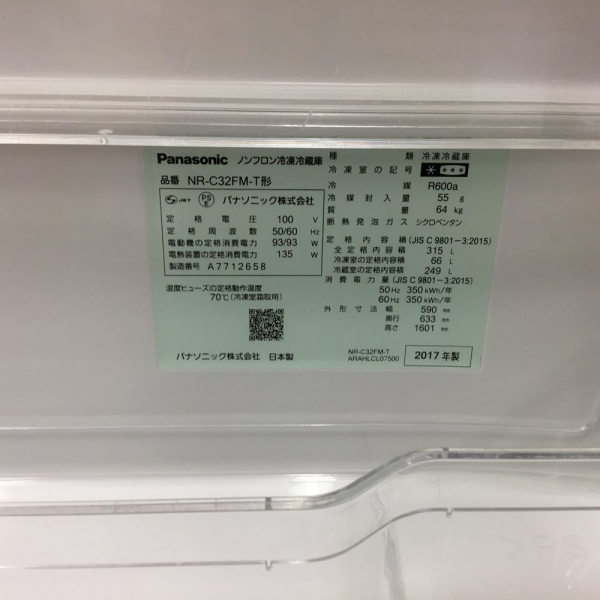 Panasonic ノンフロン冷凍冷蔵庫
品番 NR-C32FM-T形
JET PSE パナソニック株式会社
定格電圧 100 V
定格周波数 50/60 Hz
電動機の定格消費電力 93/93 W
電熱装置の定格消費電力 135 W
製造番号 A7712658
温度ヒューズの定格動作温度
70℃(冷凍室霜取用)
パナソニック株式会社 日本製
種類 冷凍冷蔵庫
冷凍室の記号 * ***
冷媒 R600a
冷媒封入量 55 g
質量 64 kg
断熱発泡ガス シクロペンタン
定格内容積 (JIS C 9801-3:2015)
全定格内容積 315 L
冷凍室の定格内容積 66 L
冷蔵室の定格内容積 249 L
消費電力量 (JIS C 9801-3:2015)
50Hz 350 kWh/年
60Hz 350 kWh/年
外形寸法 幅 590 mm
奥行 633 mm
高さ 1601 mm
NR-C32FM-T
ARAHLCL07500
2017年製